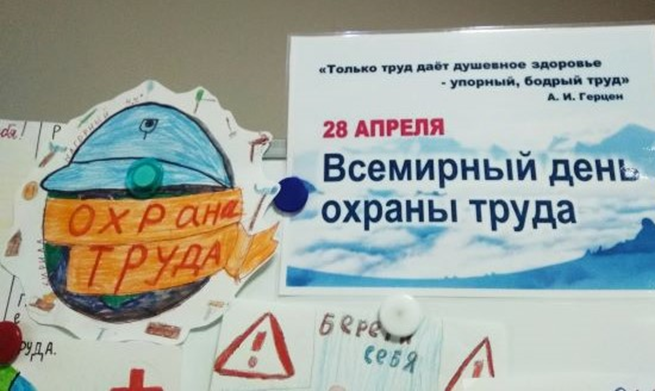 «Только труд даёт душевное здоровье
- упорный, бодрый труд»
А. И. Герцен
28 АПРЕЛЯ
Всемирный день
охраны труда
ОХРАНа
ТРУДА
Береги
себя